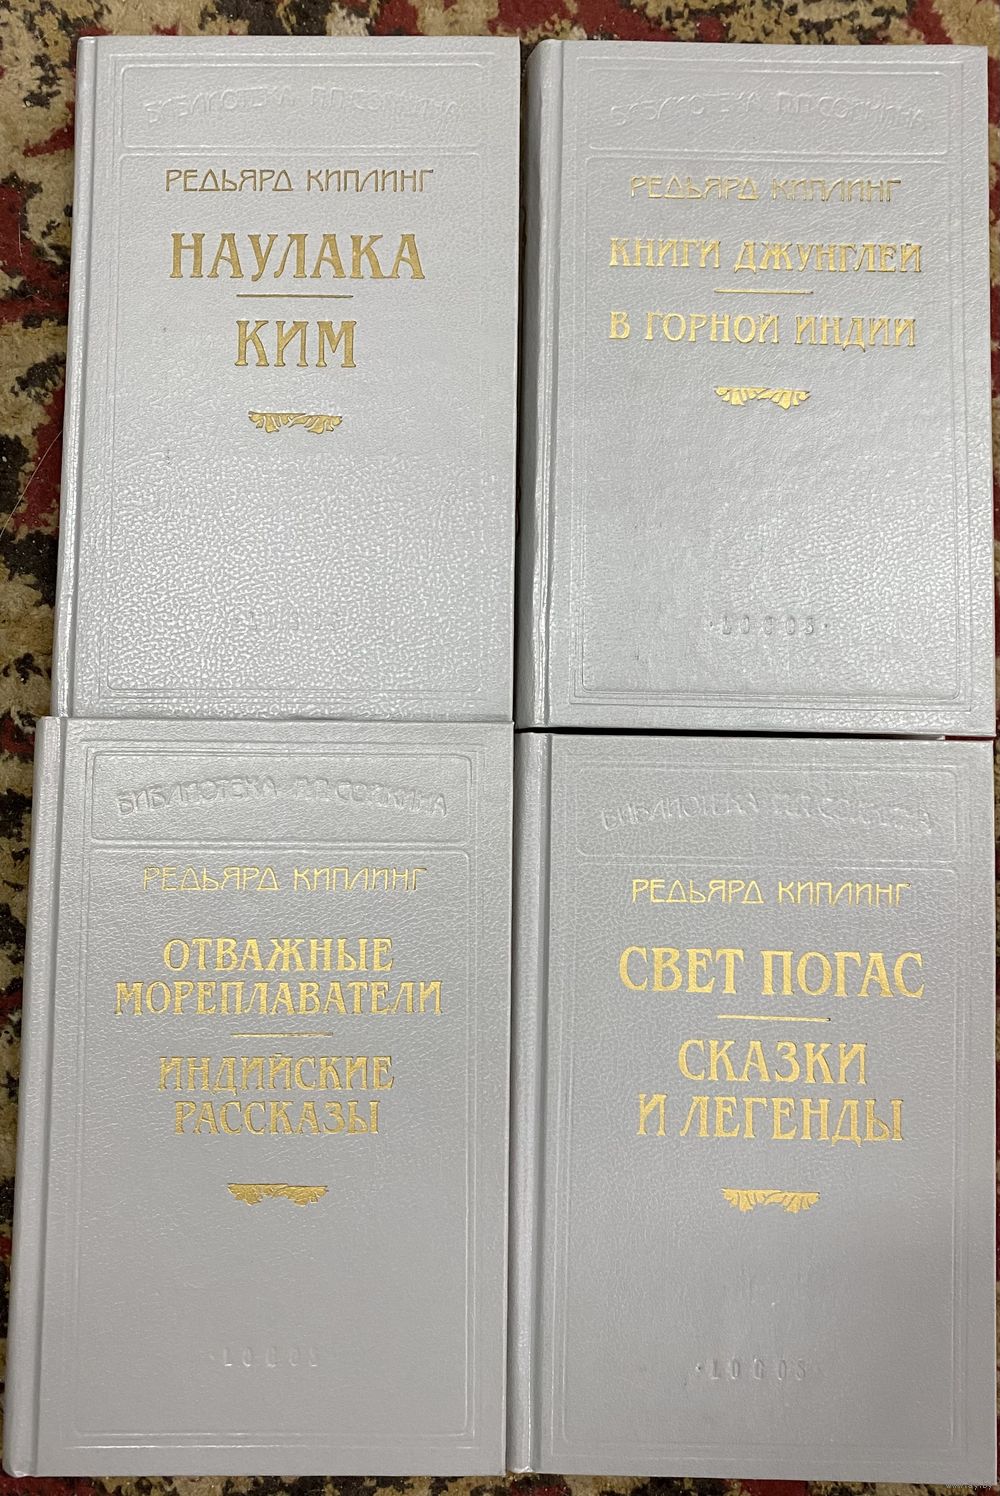 БИБЛИОТЕКА П.П.СОЙКИНА
РЕДЬЯРД КИПЛИНГ
НАУЛАКА
КИМ
БИБЛИОТЕКА П.П.СОЙКИНА
РЕДЬЯРД КИПЛИНГ
КНИГИ ДЖУНГЛЕЙ
В ГОРНОЙ ИНДИИ
·LOGOS·
БИБЛИОТЕКА П.П.СОЙКИНА
РЕДЬЯРД КИПЛИНГ
ОТВАЖНЫЕ
МОРЕПЛАВАТЕЛИ
ИНДИЙСКИЕ
РАССКАЗЫ
·LOGOS
БИБЛИОТЕКА П.П.СОЙКИНА
РЕДЬЯРД КИПЛИНГ
СВЕТ ПОГАС
СКАЗКИ
И ЛЕГЕНДЫ
·LOGOS·